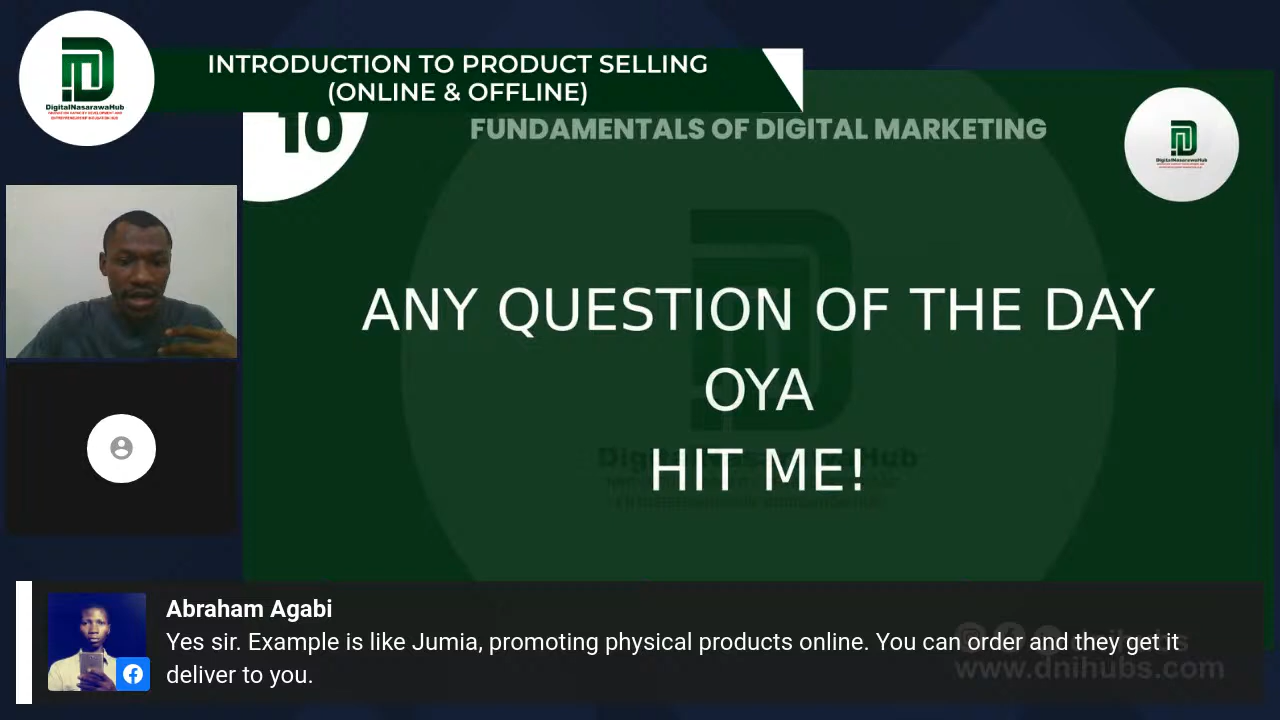 DigitalNasarawaHub
INTRODUCTION TO PRODUCT SELLING
(ONLINE & OFFLINE)
10
FUNDAMENTALS OF DIGITAL MARKETING
DigitalNasarawaHub
ANY QUESTION OF THE DAY
OYA
HIT ME!
DigitalNasarawaHub
Abraham Agabi
Yes sir. Example is like Jumia, promoting physical products online. You can order and they get it
deliver to you.
www.dnihubs.com